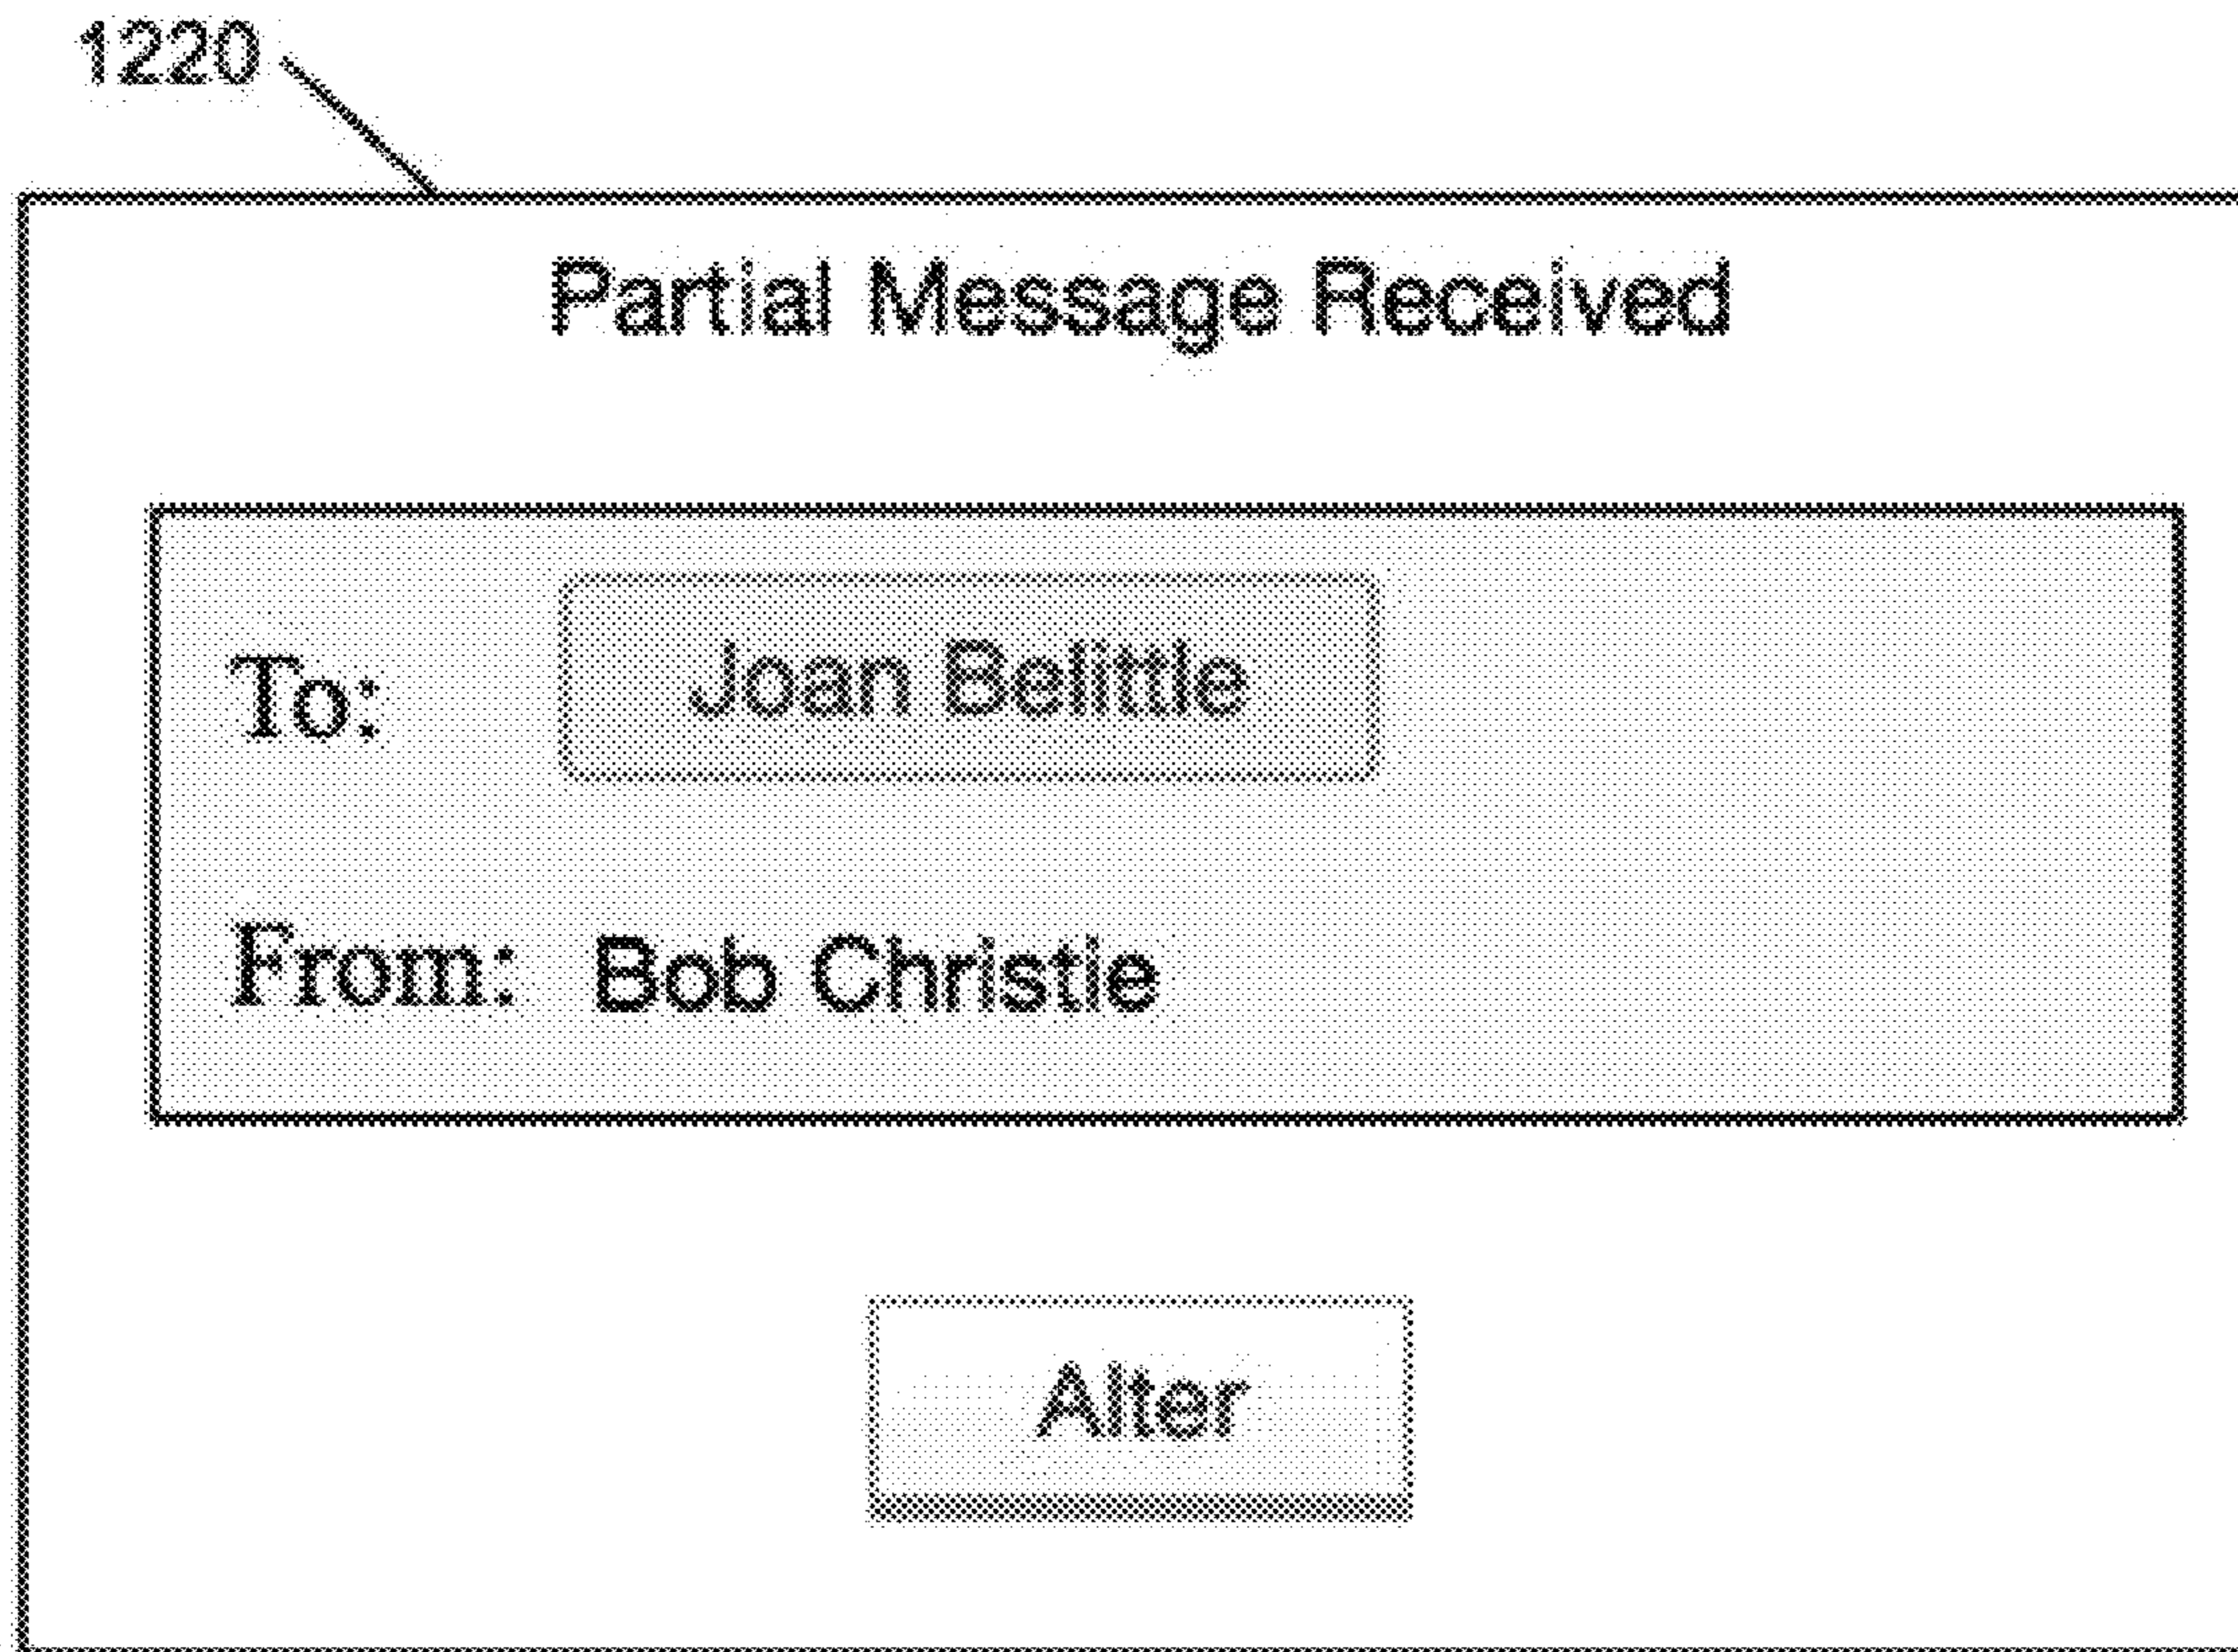 1220
Partial Message Received
To: Joan Belittle
From: Bob Christie
Alter